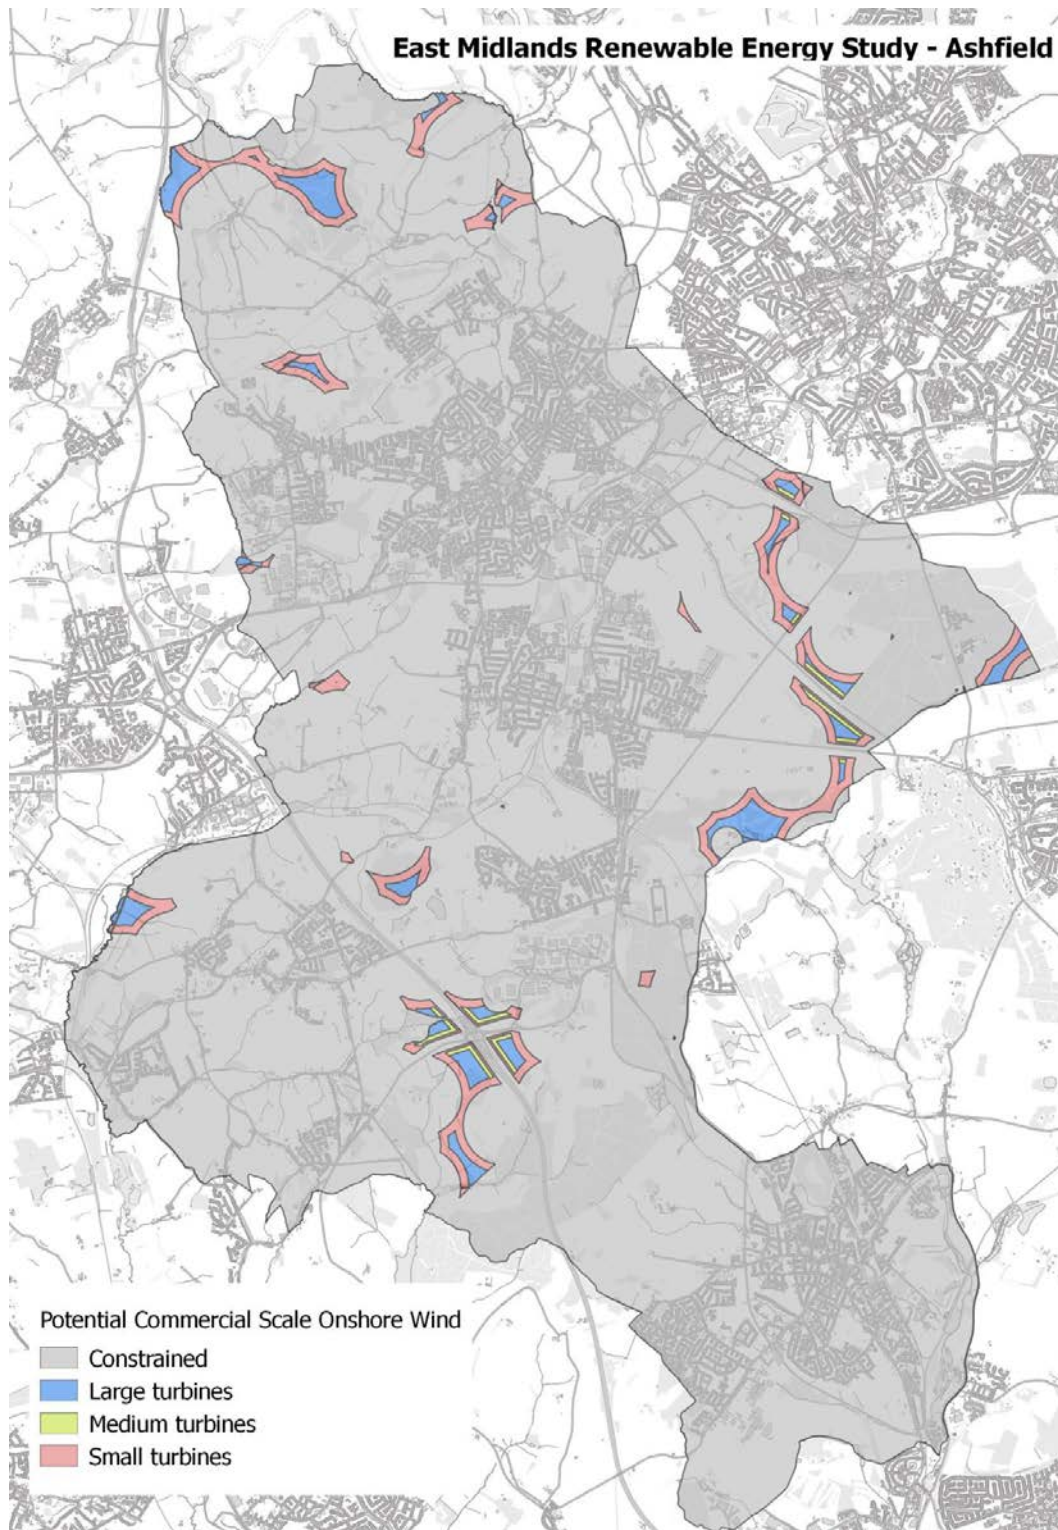 East Midlands Renewable Energy Study - Ashfield
Potential Commercial Scale Onshore Wind
Constrained
Large turbines
Medium turbines
Small turbines